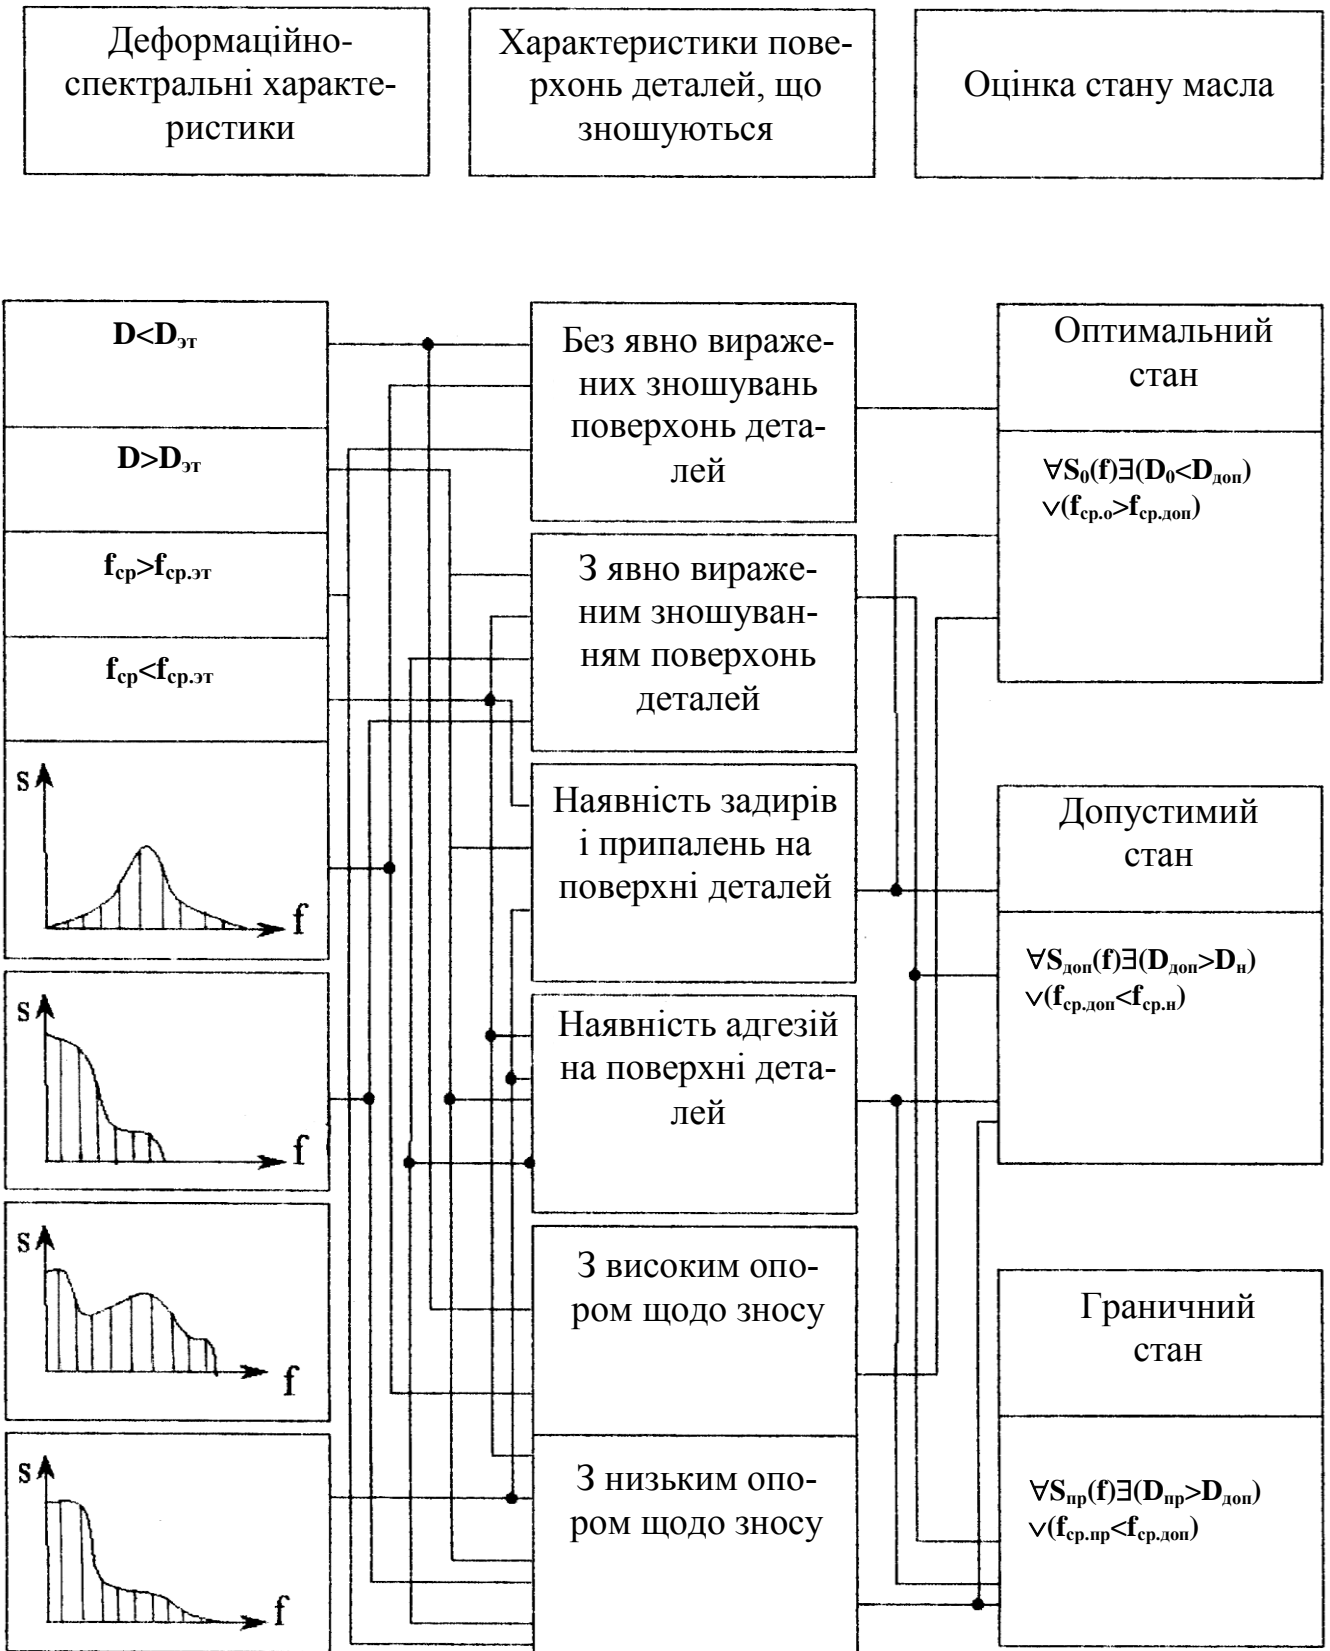 Деформаційно-
спектральні характе-
ристики
Характеристики пове-
рхонь деталей, що
зношуються
Оцінка стану масла
D<Dэт
D>Dэт
fср>fср.эт
fср<fср.эт
S
f
S
f
S
f
S
f
Без явно вираже-
них зношувань
поверхонь дета-
лей
З явно вираже-
ним зношуван-
ням поверхонь
деталей
Наявність задирів
і припалень на
поверхні деталей
Наявність адгезій
на поверхні дета-
лей
З високим опо-
ром щодо зносу
З низьким опо-
ром щодо зносу
Оптимальний
стан
∀S₀(f)∃(D₀<Dдоп)
∨(fср.о>fср.доп)
Допустимий
стан
∀Sдоп(f)∃(Dдоп>Dн)
∨(fср.доп<fср.н)
Граничний
стан
∀Sпр(f)∃(Dпр>Dдоп)
∨(fср.пр<fср.доп)